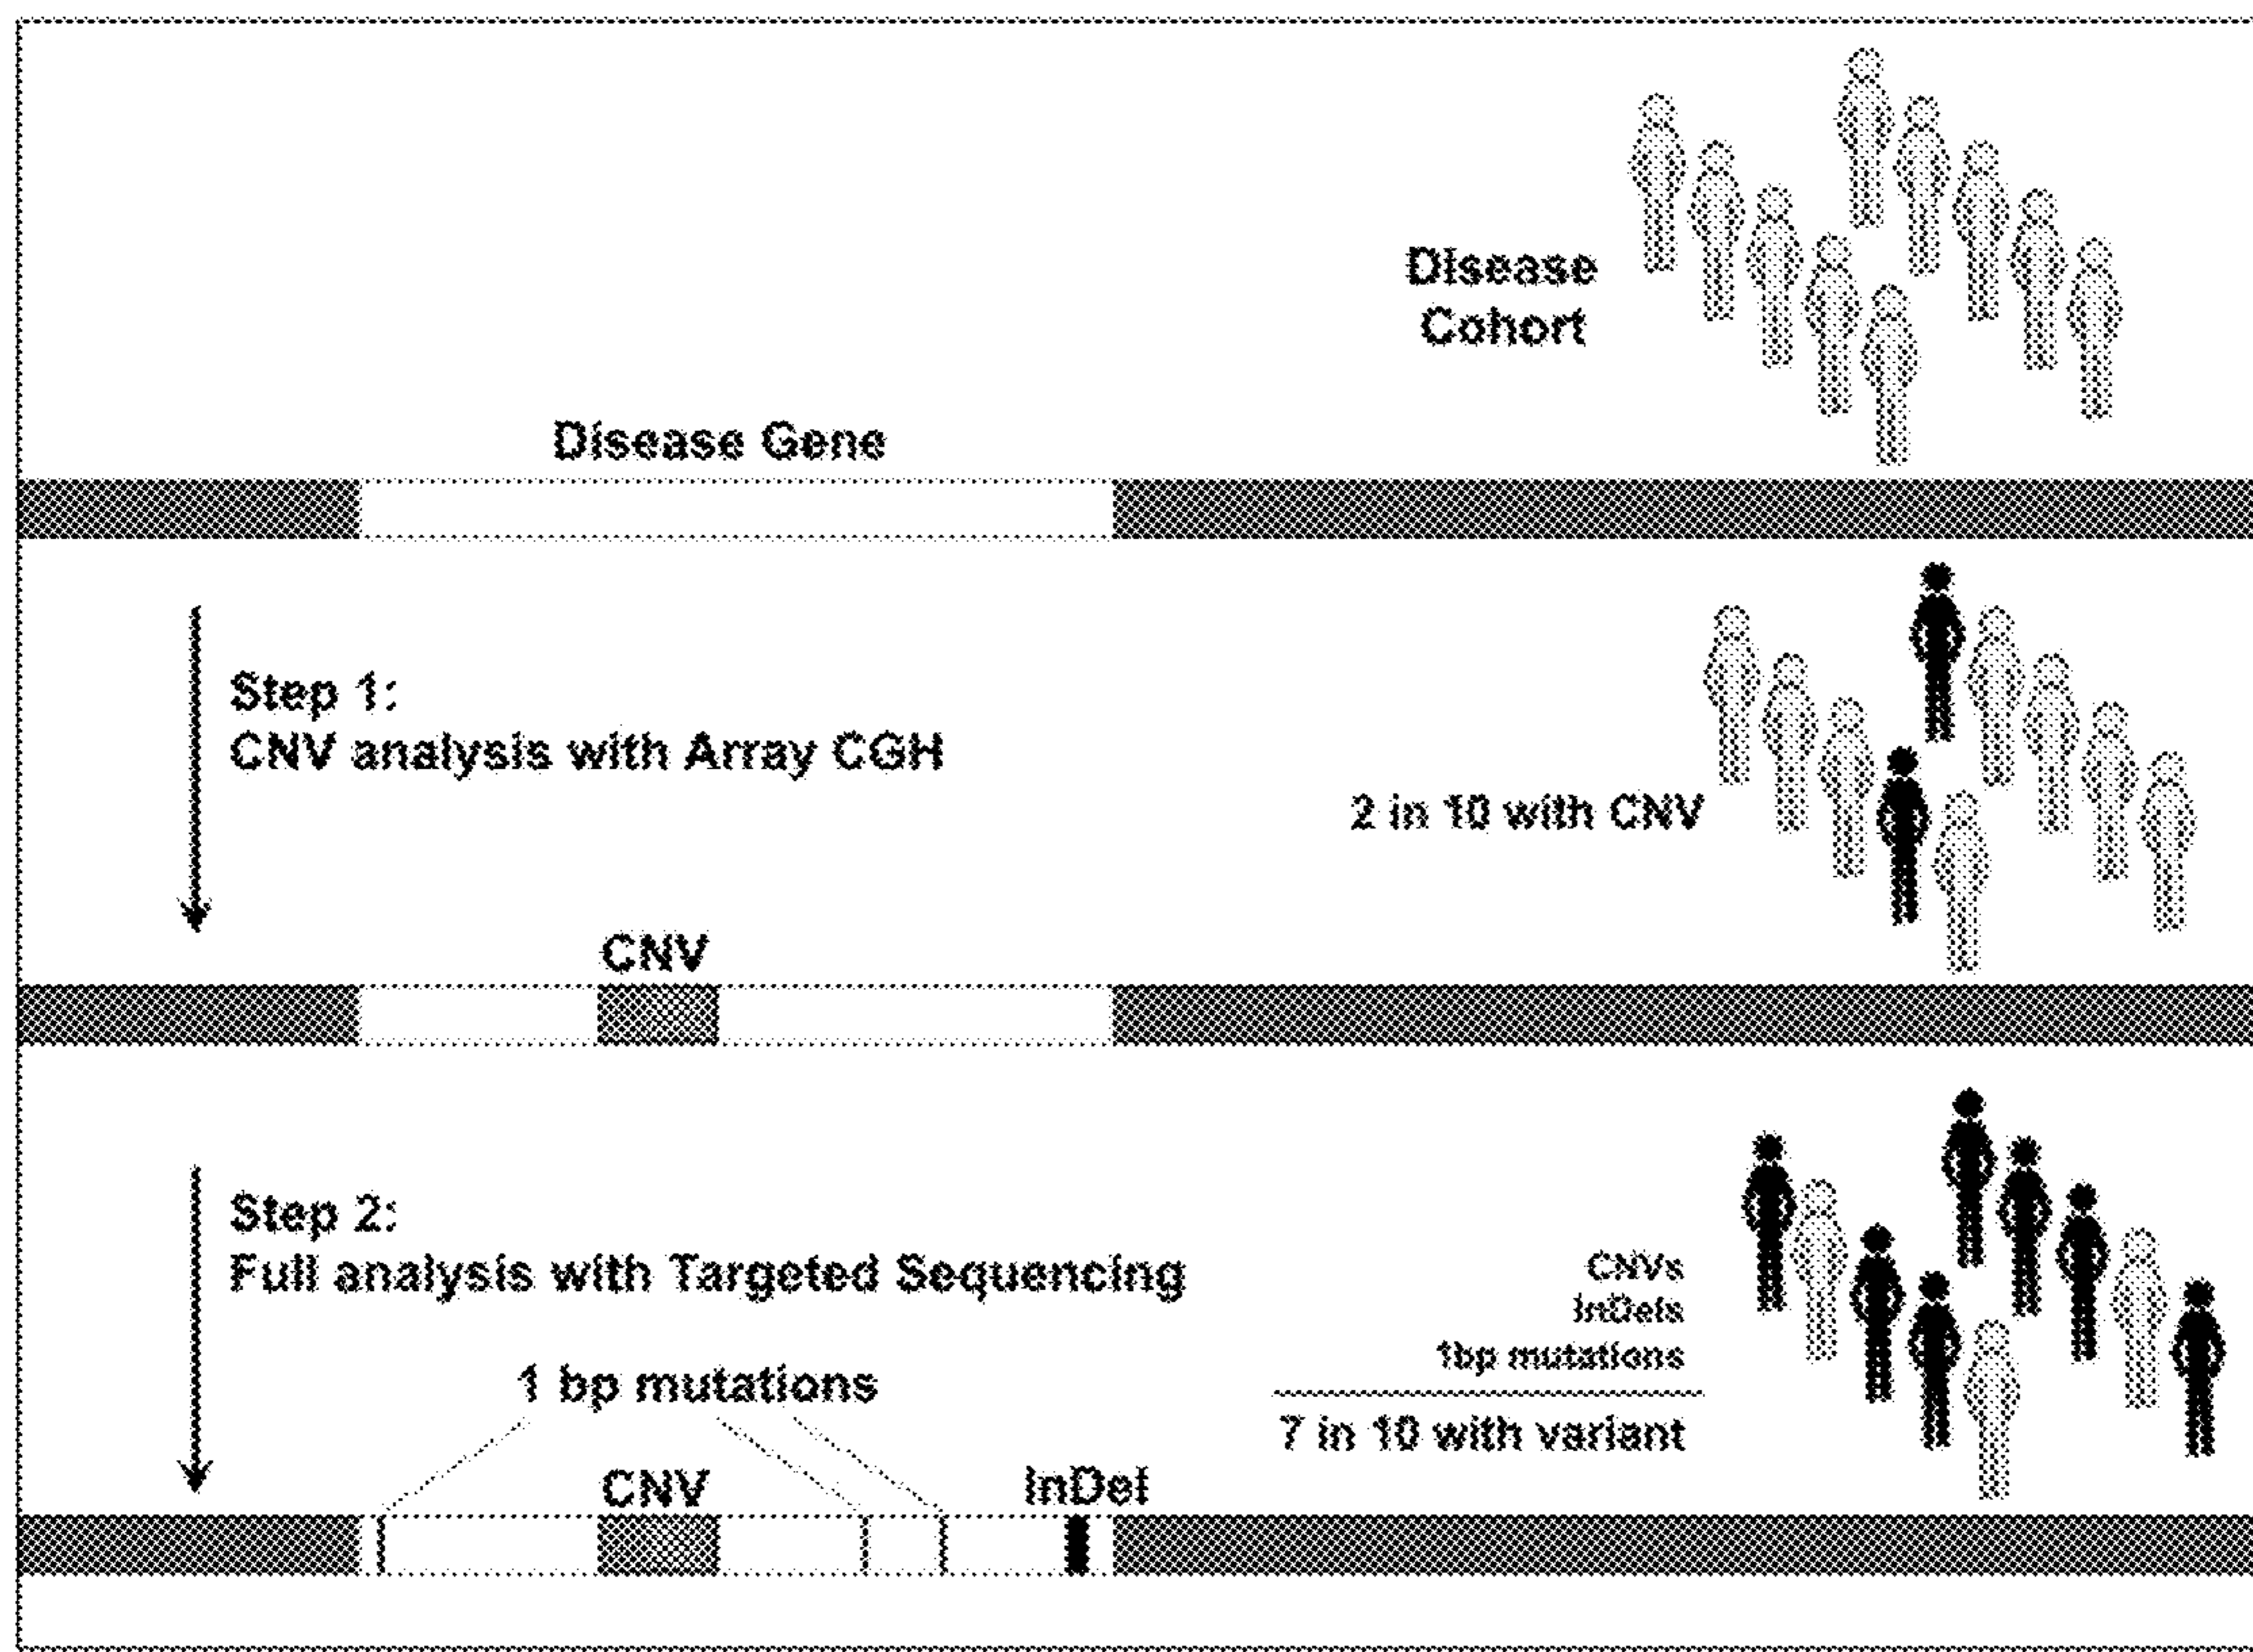 Disease
Cohort
Disease Gene
Step 1:
CNV analysis with Array CGH
2 in 10 with CNV
CNV
Step 2:
Full analysis with Targeted Sequencing
CNVs
InDels
1bp mutations
1 bp mutations
7 in 10 with variant
CNV
InDel